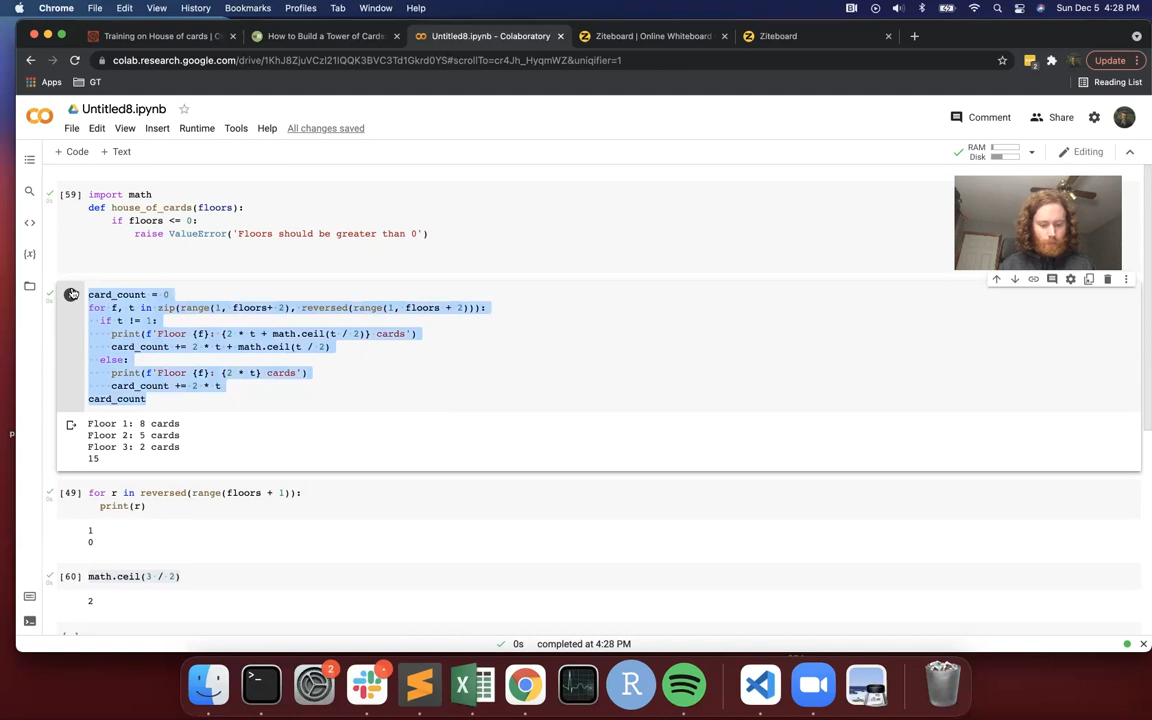 Chrome File Edit View History Bookmarks Profiles Tab Window Help Sun Dec 5 4:28 PM
Training on House of cards | C How to Build a Tower of Cards: Untitled8.ipynb - Colaboratory Ziteboard | Online Whiteboard Ziteboard
colab.research.google.com/drive/1KhJ8ZjuVCzl21IQQK3BVC3Td1Gkrd0YS#scrollTo=cr4Jh_HyqmWZ&uniqifier=1 Update
Apps GT Reading List
Untitled8.ipynb
File Edit View Insert Runtime Tools Help All changes saved
Comment Share
+ Code + Text
RAM
Disk
Editing
[59] import math
def house_of_cards(floors):
if floors <= 0:
raise ValueError('Floors should be greater than 0')
card_count = 0
for f, t in zip(range(1, floors+ 2), reversed(range(1, floors + 2))):
if t != 1:
print(f'Floor {f}: {2 * t + math.ceil(t / 2)} cards')
card_count += 2 * t + math.ceil(t / 2)
else:
print(f'Floor {f}: {2 * t} cards')
card_count += 2 * t
card_count
Floor 1: 8 cards
Floor 2: 5 cards
Floor 3: 2 cards
15
[49] for r in reversed(range(floors + 1)):
print(r)
1
0
[60] math.ceil(3 / 2)
2
0s completed at 4:28 PM
2